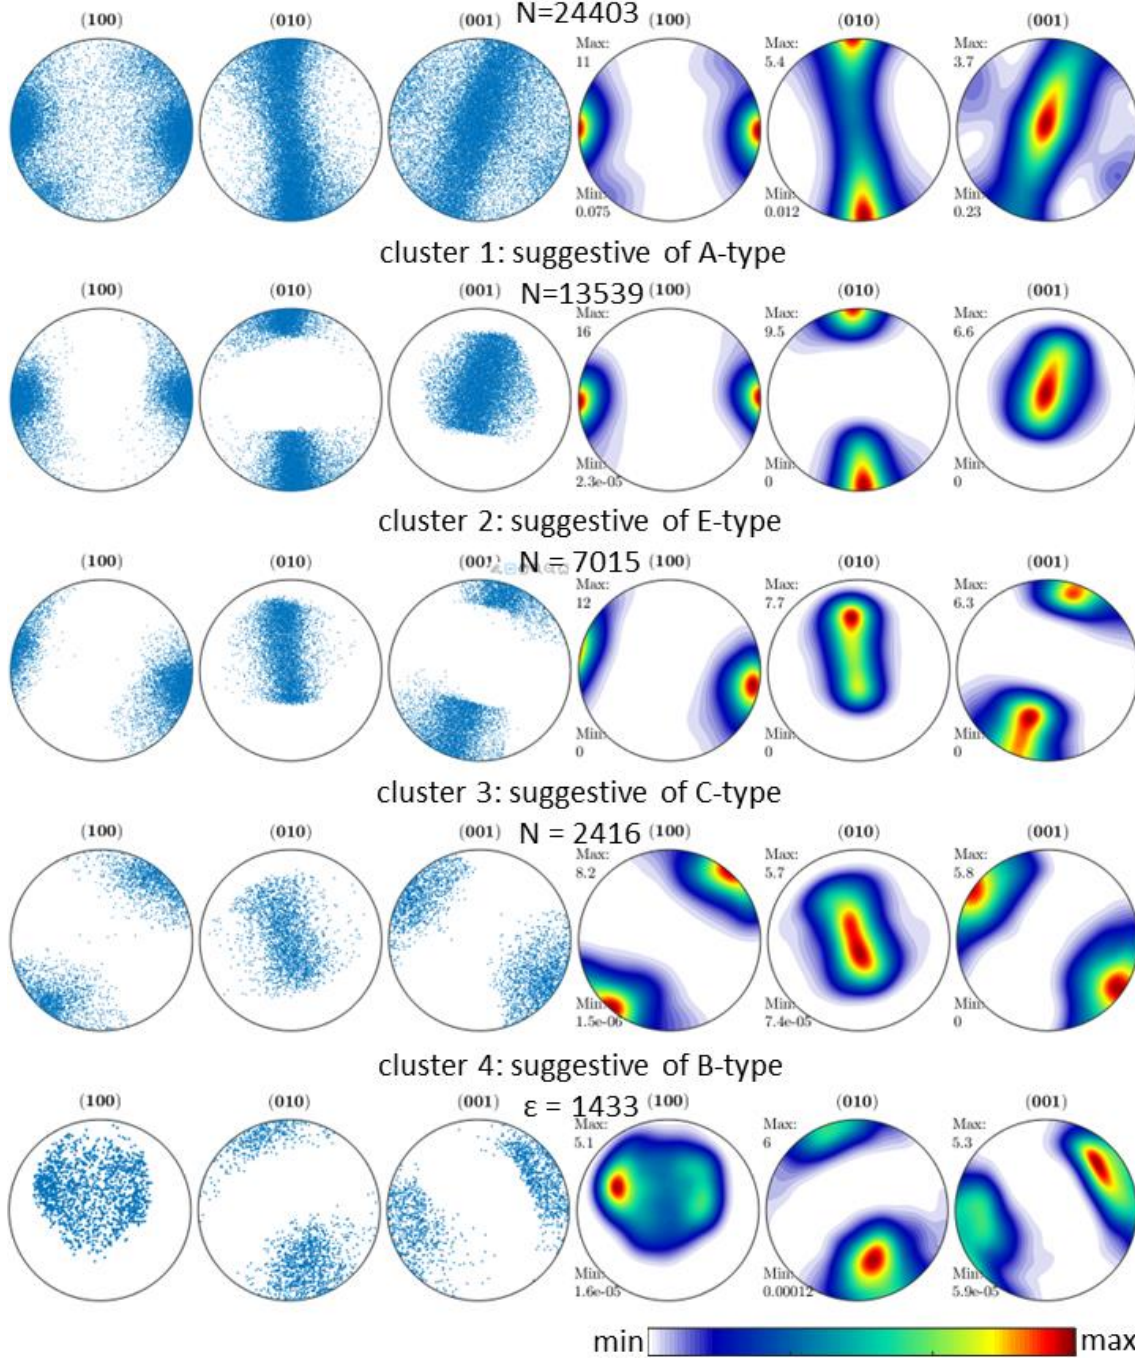 N=24403
(100) (010) (001) (100) (010) (001)
Max: 11 Max: 5.4 Max: 3.7
Min: 0.075 Min: 0.012 Min: 0.23
cluster 1: suggestive of A-type
N=13539
(100) (010) (001) (100) (010) (001)
Max: 16 Max: 9.5 Max: 6.6
Min: 2.3e-05 Min: 0 Min: 0
cluster 2: suggestive of E-type
N = 7015
(100) (010) (001) (100) (010) (001)
Max: 12 Max: 7.7 Max: 6.3
Min: 0 Min: 0 Min: 0
cluster 3: suggestive of C-type
N = 2416
(100) (010) (001) (100) (010) (001)
Max: 8.2 Max: 5.7 Max: 5.8
Min: 1.5e-06 Min: 7.4e-05 Min: 0
cluster 4: suggestive of B-type
ε = 1433
(100) (010) (001) (100) (010) (001)
Max: 5.1 Max: 6 Max: 5.3
Min: 1.6e-05 Min: 0.00012 Min: 5.9e-05
min max